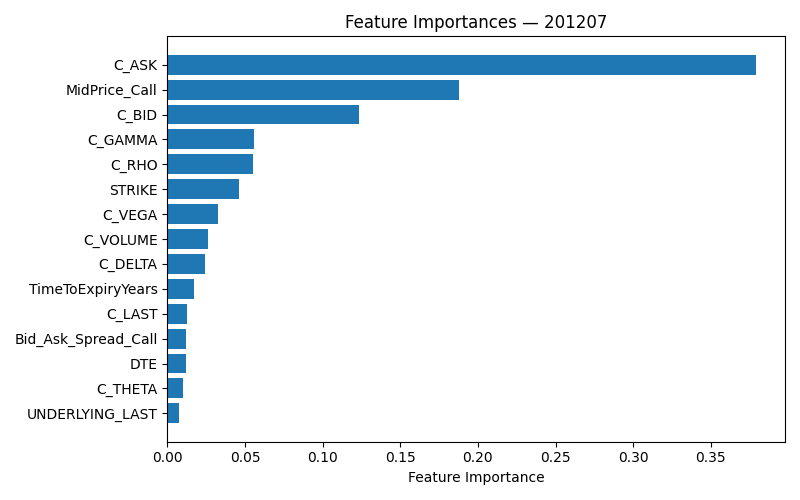 Feature Importances — 201207
C_ASK
MidPrice_Call
C_BID
C_GAMMA
C_RHO
STRIKE
C_VEGA
C_VOLUME
C_DELTA
TimeToExpiryYears
C_LAST
Bid_Ask_Spread_Call
DTE
C_THETA
UNDERLYING_LAST
0.00 0.05 0.10 0.15 0.20 0.25 0.30 0.35
Feature Importance